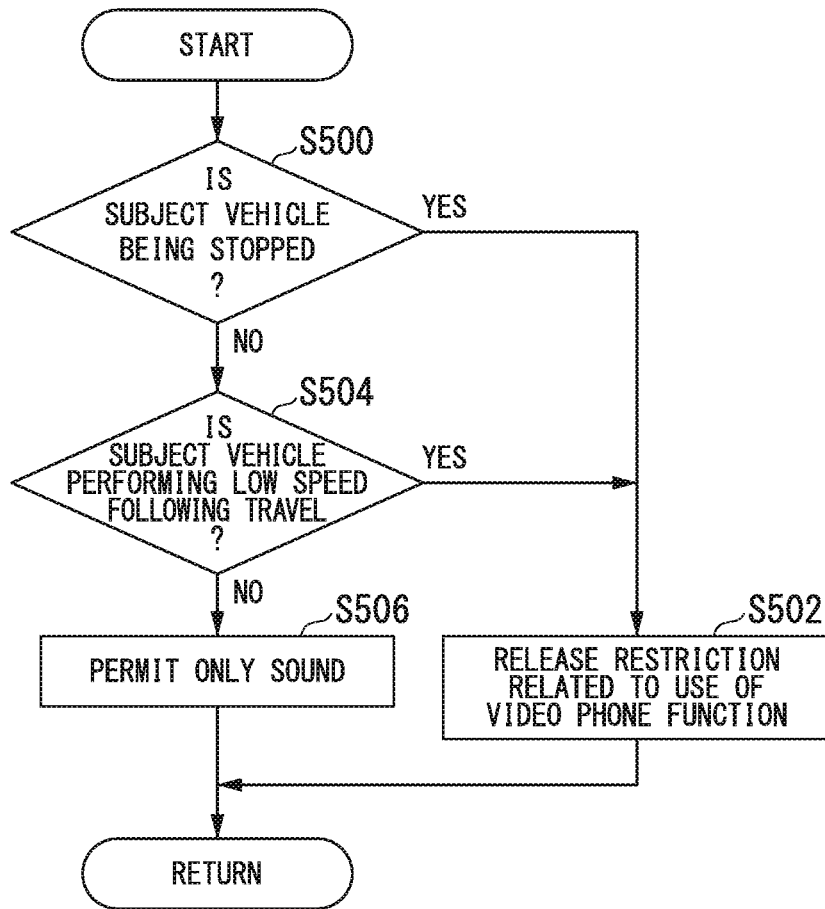 START
S500
IS
SUBJECT VEHICLE
BEING STOPPED
?
YES
NO
S504
IS
SUBJECT VEHICLE
PERFORMING LOW SPEED
FOLLOWING TRAVEL
?
YES
NO
S506
PERMIT ONLY SOUND
S502
RELEASE RESTRICTION
RELATED TO USE OF
VIDEO PHONE FUNCTION
RETURN